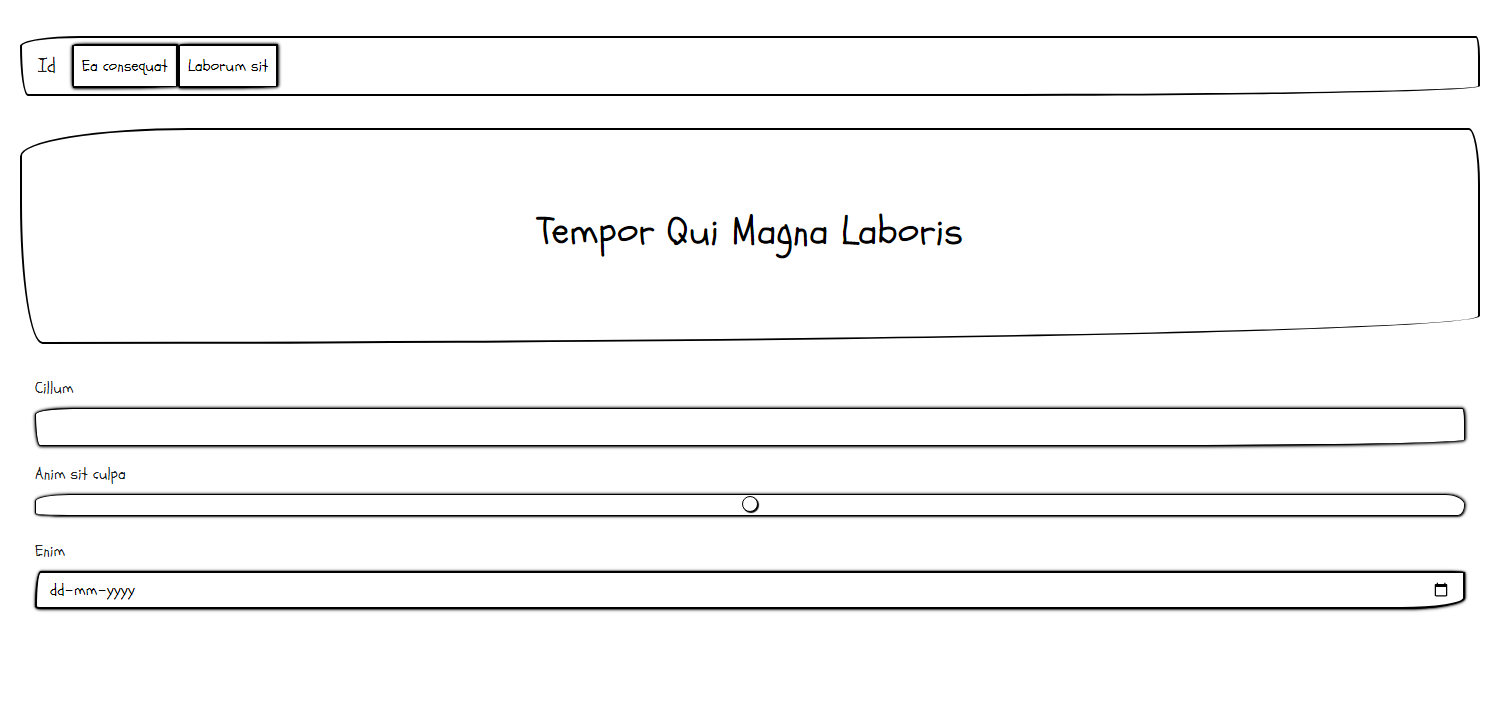 Id Ea consequat Laborum sit
Tempor Qui Magna Laboris
Cillum
Anim sit culpa
Enim
dd-mm-yyyy